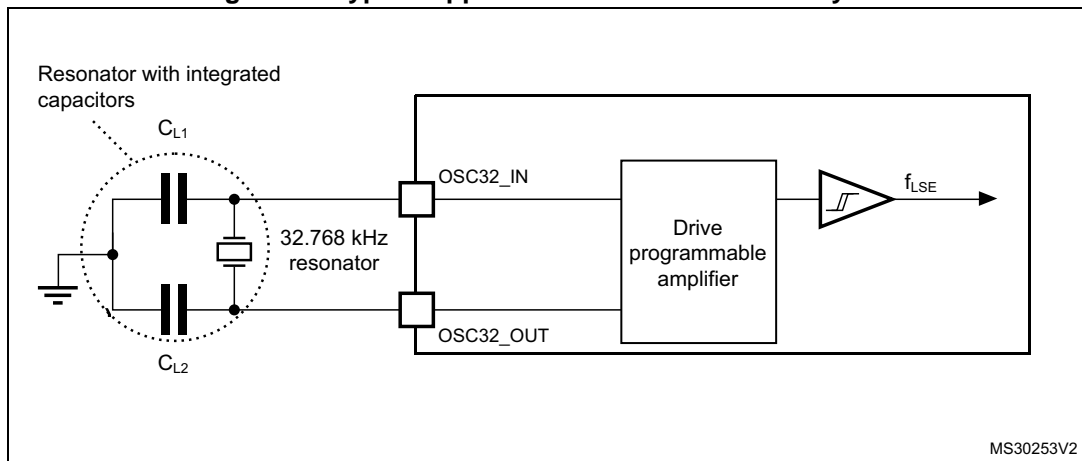 Resonator with integrated
capacitors
CL1
OSC32_IN
fLSE
32.768 kHz
resonator
Drive
programmable
amplifier
OSC32_OUT
CL2
MS30253V2